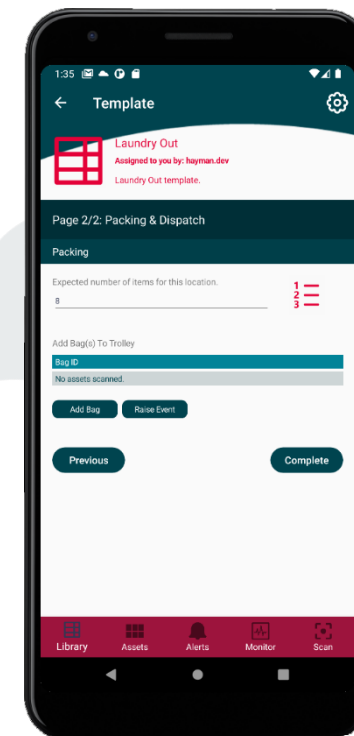 1:35
Template
Laundry Out
Assigned to you by: hayman.dev
Laundry Out template.
Page 2/2: Packing & Dispatch
Packing
Expected number of items for this location.
8
1
2
3
Add Bag(s) To Trolley
Bag ID
No assets scanned.
Add Bag Raise Event
Previous Complete
Library Assets Alerts Monitor Scan